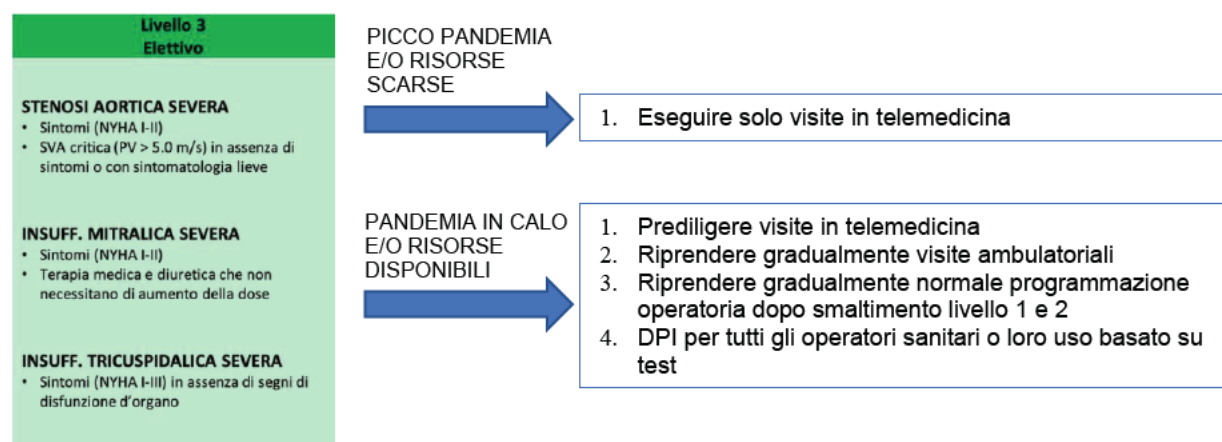 Livello 3
Elettivo
STENOSI AORTICA SEVERA
• Sintomi (NYHA I-II)
• SVA critica (PV > 5.0 m/s) in assenza di
sintomi o con sintomatologia lieve
INSUFF. MITRALICA SEVERA
• Sintomi (NYHA I-II)
• Terapia medica e diuretica che non
necessitano di aumento della dose
INSUFF. TRICUSPIDALICA SEVERA
• Sintomi (NYHA I-III) in assenza di segni di
disfunzione d'organo
PICCO PANDEMIA
E/O RISORSE
SCARSE
1. Eseguire solo visite in telemedicina
PANDEMIA IN CALO
E/O RISORSE
DISPONIBILI
1. Prediligere visite in telemedicina
2. Riprendere gradualmente visite ambulatoriali
3. Riprendere gradualmente normale programmazione
operatoria dopo smaltimento livello 1 e 2
4. DPI per tutti gli operatori sanitari o loro uso basato su
test